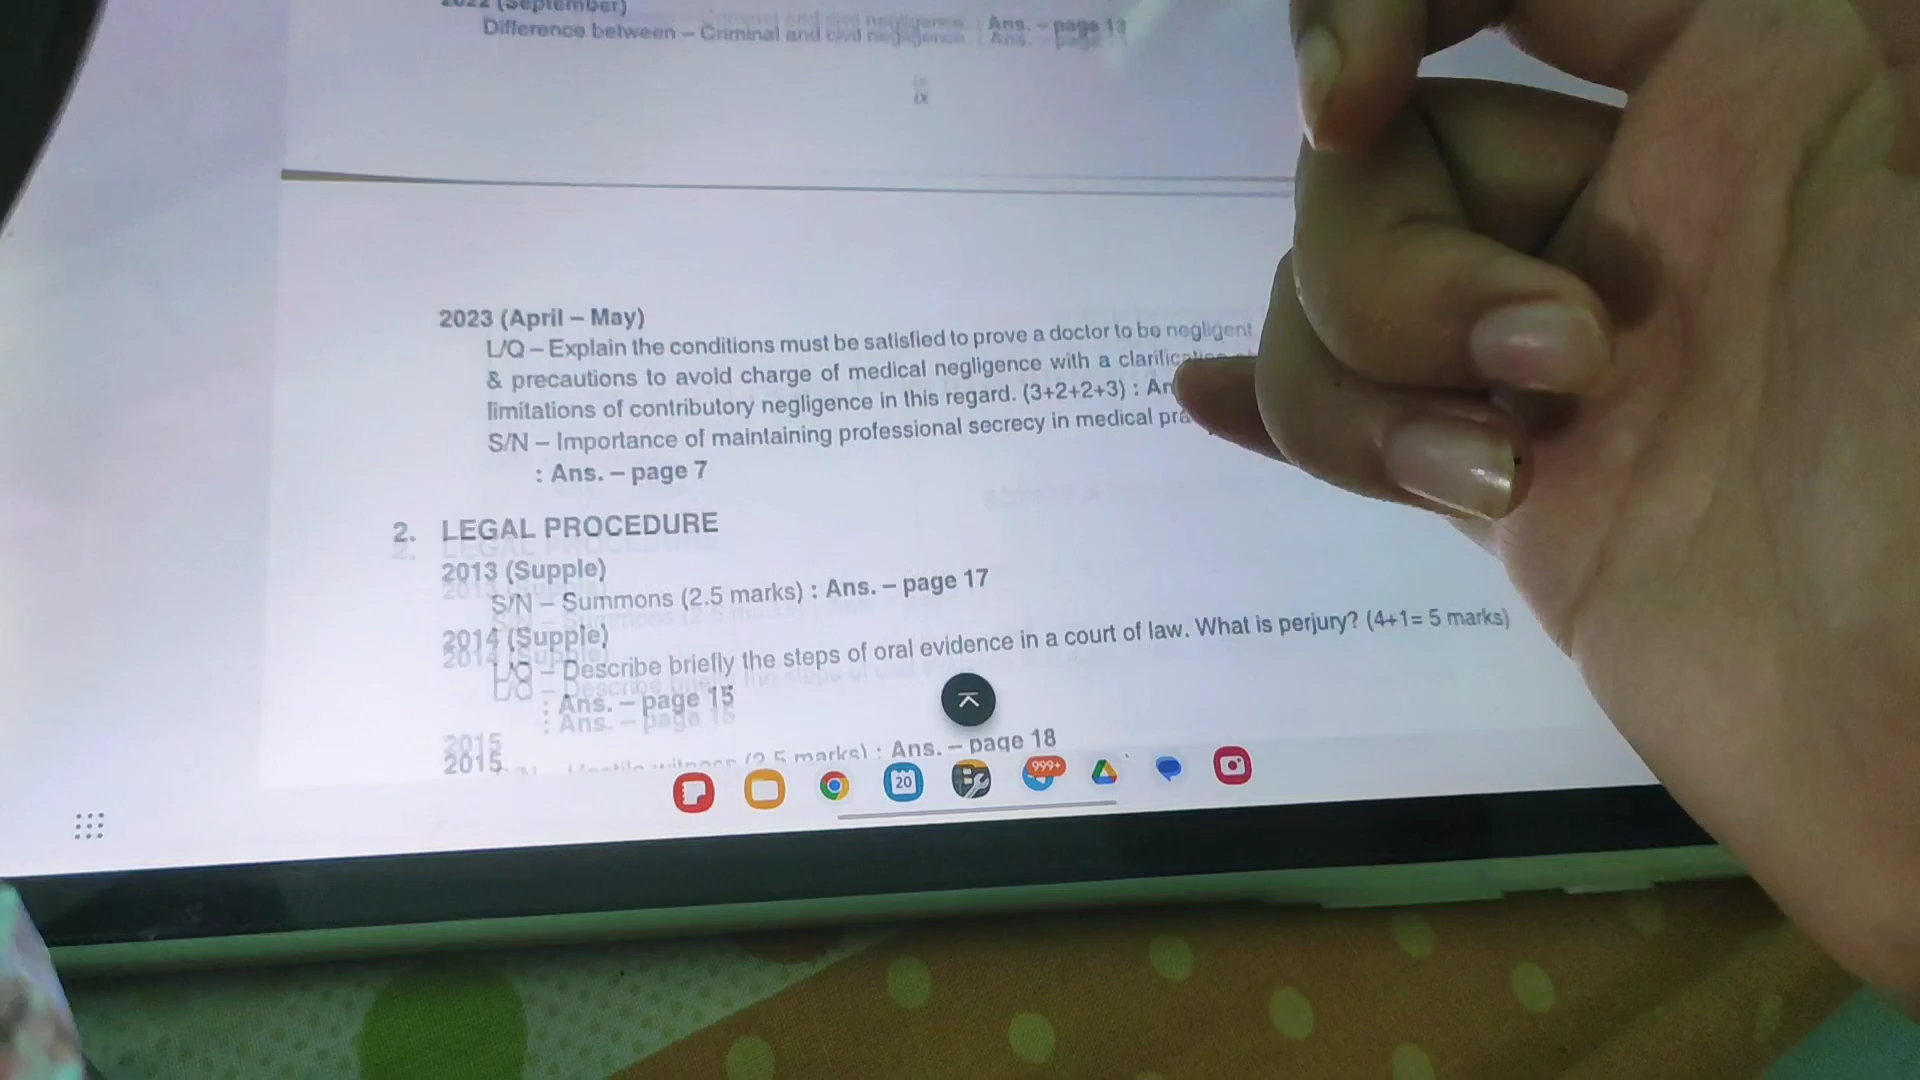 2022 (September)
Difference between – Criminal and civil negligence : Ans. – page 13
ix
2023 (April – May)
L/Q – Explain the conditions must be satisfied to prove a doctor to be negligent
& precautions to avoid charge of medical negligence with a
limitations of contributory negligence in this regard. (3+2+2+3) :
S/N – Importance of maintaining professional secrecy in medical
: Ans. – page 7
2. LEGAL PROCEDURE
2013 (Supple)
S/N – Summons (2.5 marks) : Ans. – page 17
2014 (Supple)
L/Q – Describe briefly the steps of oral evidence in a court of law. What is perjury? (4+1= 5 marks)
: Ans. – page 15
2015
(2.5 marks) : Ans. – page 18
20
999+